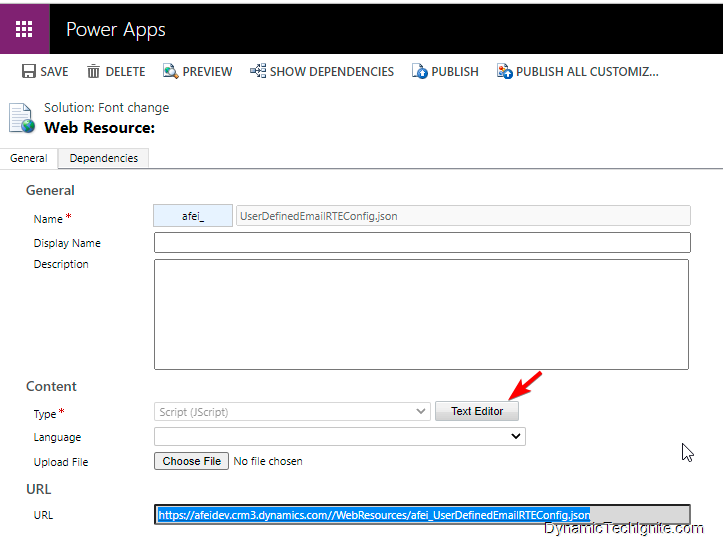 Power Apps
SAVE DELETE PREVIEW SHOW DEPENDENCIES PUBLISH PUBLISH ALL CUSTOMIZ...
Solution: Font change
Web Resource:
General Dependencies
General
Name * afei_ UserDefinedEmailRTEConfig.json
Display Name
Description
Content
Type * Script (JScript) Text Editor
Language
Upload File Choose File No file chosen
URL
URL https://afeidev.crm3.dynamics.com//WebResources/afei_UserDefinedEmailRTEConfig.json
DynamicTechIgnite.com